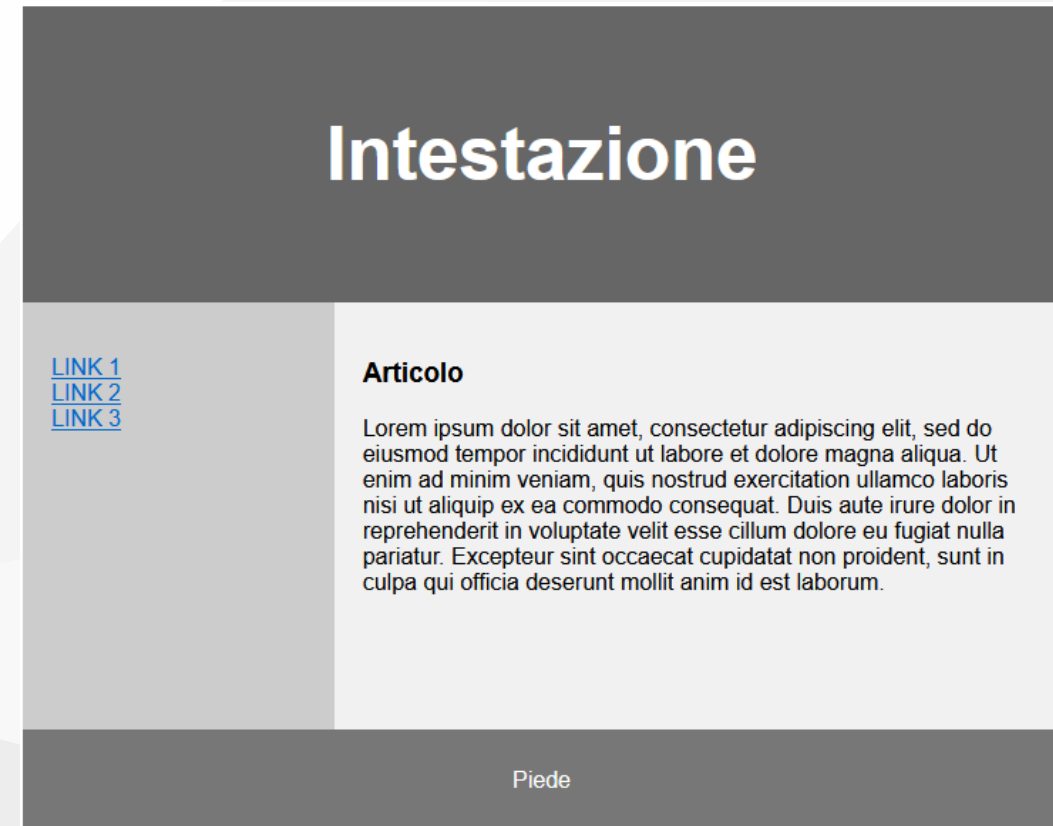 Intestazione
LINK 1
LINK 2
LINK 3
Articolo
Lorem ipsum dolor sit amet, consectetur adipiscing elit, sed do
eiusmod tempor incididunt ut labore et dolore magna aliqua. Ut
enim ad minim veniam, quis nostrud exercitation ullamco laboris
nisi ut aliquip ex ea commodo consequat. Duis aute irure dolor in
reprehenderit in voluptate velit esse cillum dolore eu fugiat nulla
pariatur. Excepteur sint occaecat cupidatat non proident, sunt in
culpa qui officia deserunt mollit anim id est laborum.
Piede